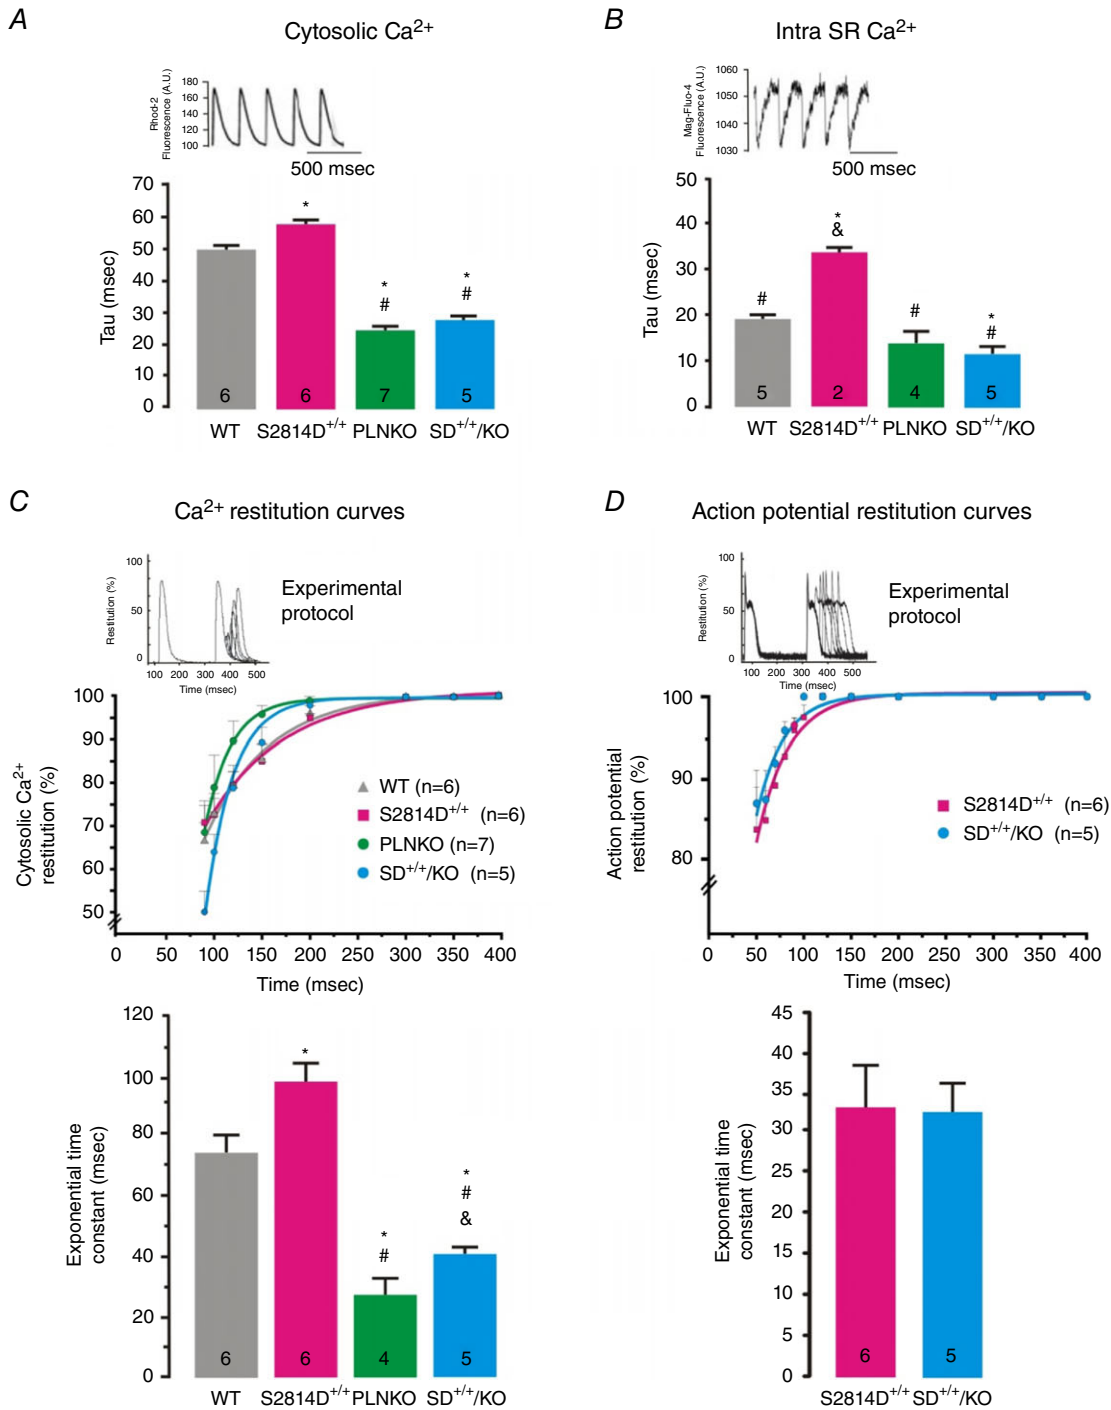 A
Cytosolic Ca2+
Rhod-2
Fluorescence (A.U.)
180
160
140
120
100
500 msec
Tau (msec)
70
60
50
40
30
20
10
0
*
*
#
*
#
6
6
7
5
WT
S2814D+/+
PLNKO
SD+/+/KO
B
Intra SR Ca2+
Mag-Fluo-4
Fluorescence (A.U.)
1060
1050
1040
1030
500 msec
Tau (msec)
50
40
30
20
10
0
#
*
&
#
*
#
5
2
4
5
WT
S2814D+/+
PLNKO
SD+/+/KO
C
Ca2+ restitution curves
Restitution (%)
100
50
0
100 200 300 400 500
Time (msec)
Experimental
protocol
Cytosolic Ca2+
restitution (%)
100
90
80
70
60
50
WT (n=6)
S2814D+/+ (n=6)
PLNKO (n=7)
SD+/+/KO (n=5)
0 50 100 150 200 250 300 350 400
Time (msec)
Exponential time
constant (msec)
120
100
80
60
40
20
0
*
*
#
*
#
&
6
6
4
5
WT
S2814D+/+
PLNKO
SD+/+/KO
D
Action potential restitution curves
Restitution (%)
100
50
0
100 200 300 400 500
Time (msec)
Experimental
protocol
Action potential
restitution (%)
100
90
80
S2814D+/+ (n=6)
SD+/+/KO (n=5)
0 50 100 150 200 250 300 350 400
Time (msec)
Exponential time
constant (msec)
45
40
35
30
25
20
15
10
5
0
6
5
S2814D+/+
SD+/+/KO